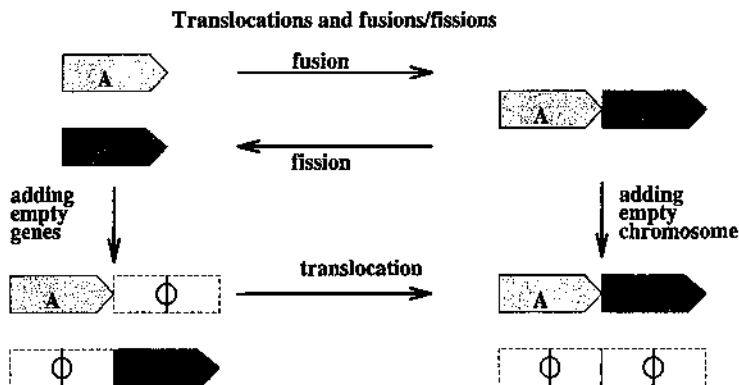 Translocations and fusions/fissions
A
fusion
A
fission
adding
empty
genes
adding
empty
chromosome
translocation
A
Φ
A
Φ
Φ
Φ